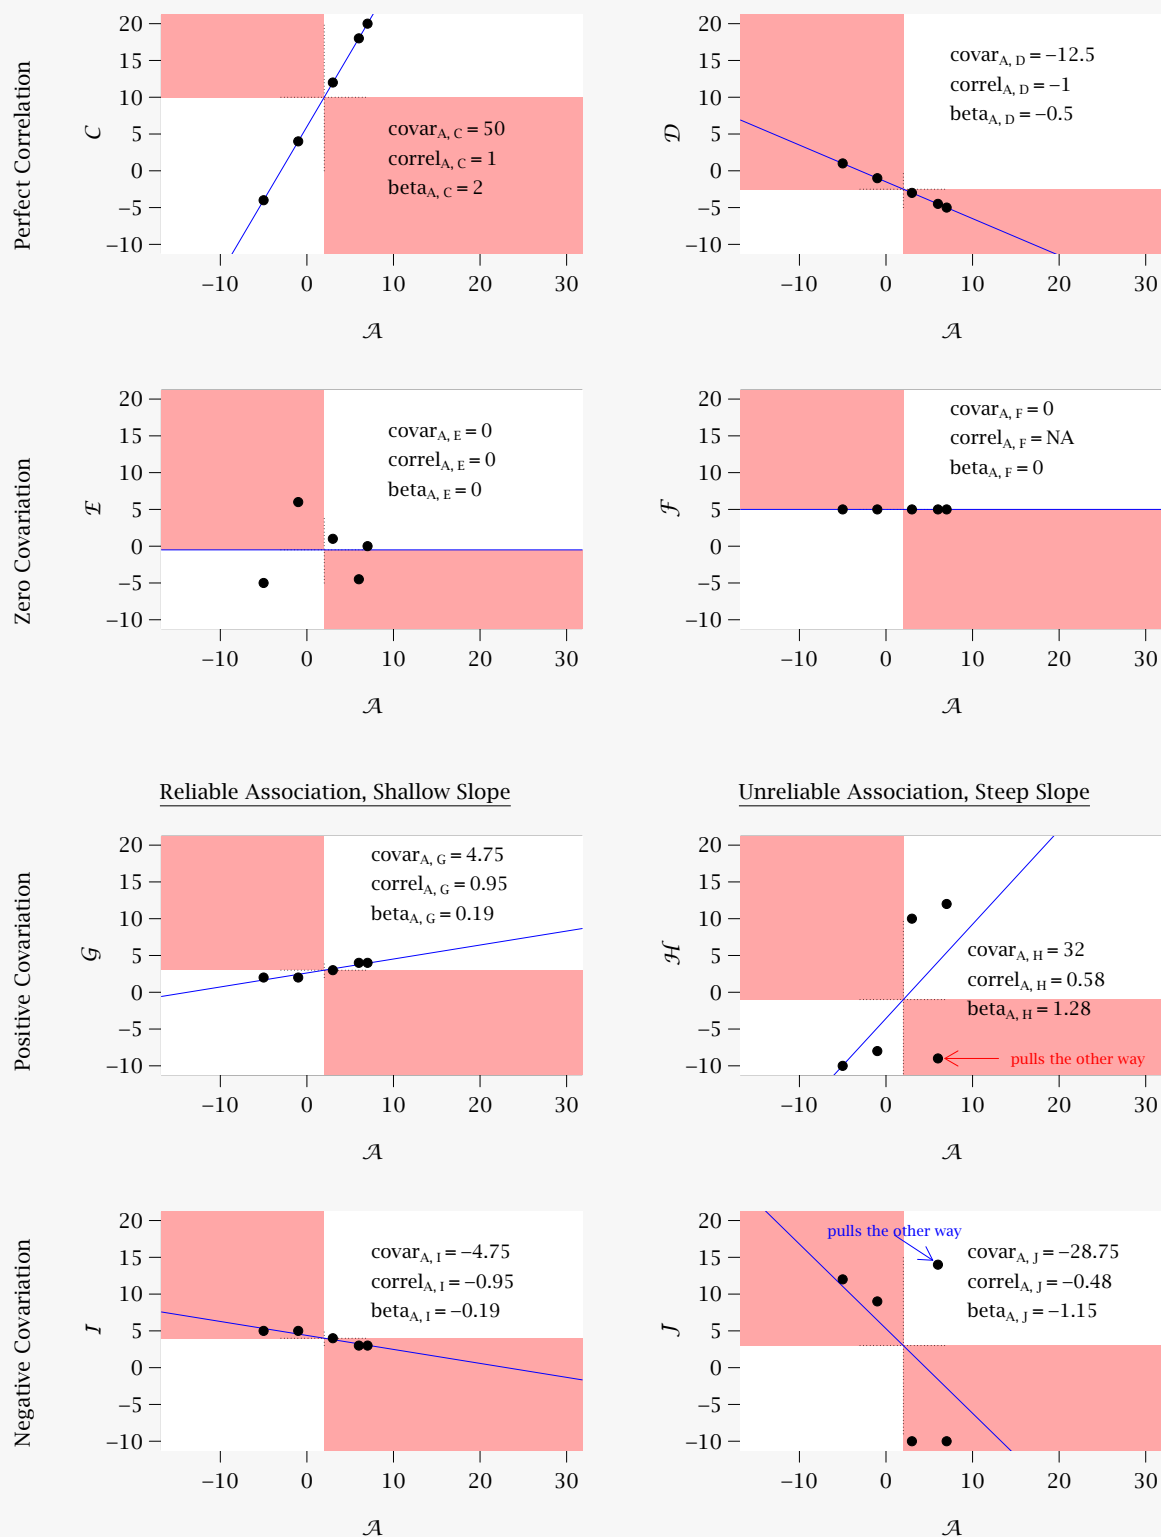 Perfect Correlation
C
20
15
10
5
0
−5
−10
covarA, C = 50
correlA, C = 1
betaA, C = 2
−10 0 10 20 30
A
D
20
15
10
5
0
−5
−10
covarA, D = −12.5
correlA, D = −1
betaA, D = −0.5
−10 0 10 20 30
A
Zero Covariation
E
20
15
10
5
0
−5
−10
covarA, E = 0
correlA, E = 0
betaA, E = 0
−10 0 10 20 30
A
F
20
15
10
5
0
−5
−10
covarA, F = 0
correlA, F = NA
betaA, F = 0
−10 0 10 20 30
A
Reliable Association, Shallow Slope
Unreliable Association, Steep Slope
Positive Covariation
G
20
15
10
5
0
−5
−10
covarA, G = 4.75
correlA, G = 0.95
betaA, G = 0.19
−10 0 10 20 30
A
H
20
15
10
5
0
−5
−10
covarA, H = 32
correlA, H = 0.58
betaA, H = 1.28
pulls the other way
−10 0 10 20 30
A
Negative Covariation
I
20
15
10
5
0
−5
−10
covarA, I = −4.75
correlA, I = −0.95
betaA, I = −0.19
−10 0 10 20 30
A
J
20
15
10
5
0
−5
−10
pulls the other way
covarA, J = −28.75
correlA, J = −0.48
betaA, J = −1.15
−10 0 10 20 30
A